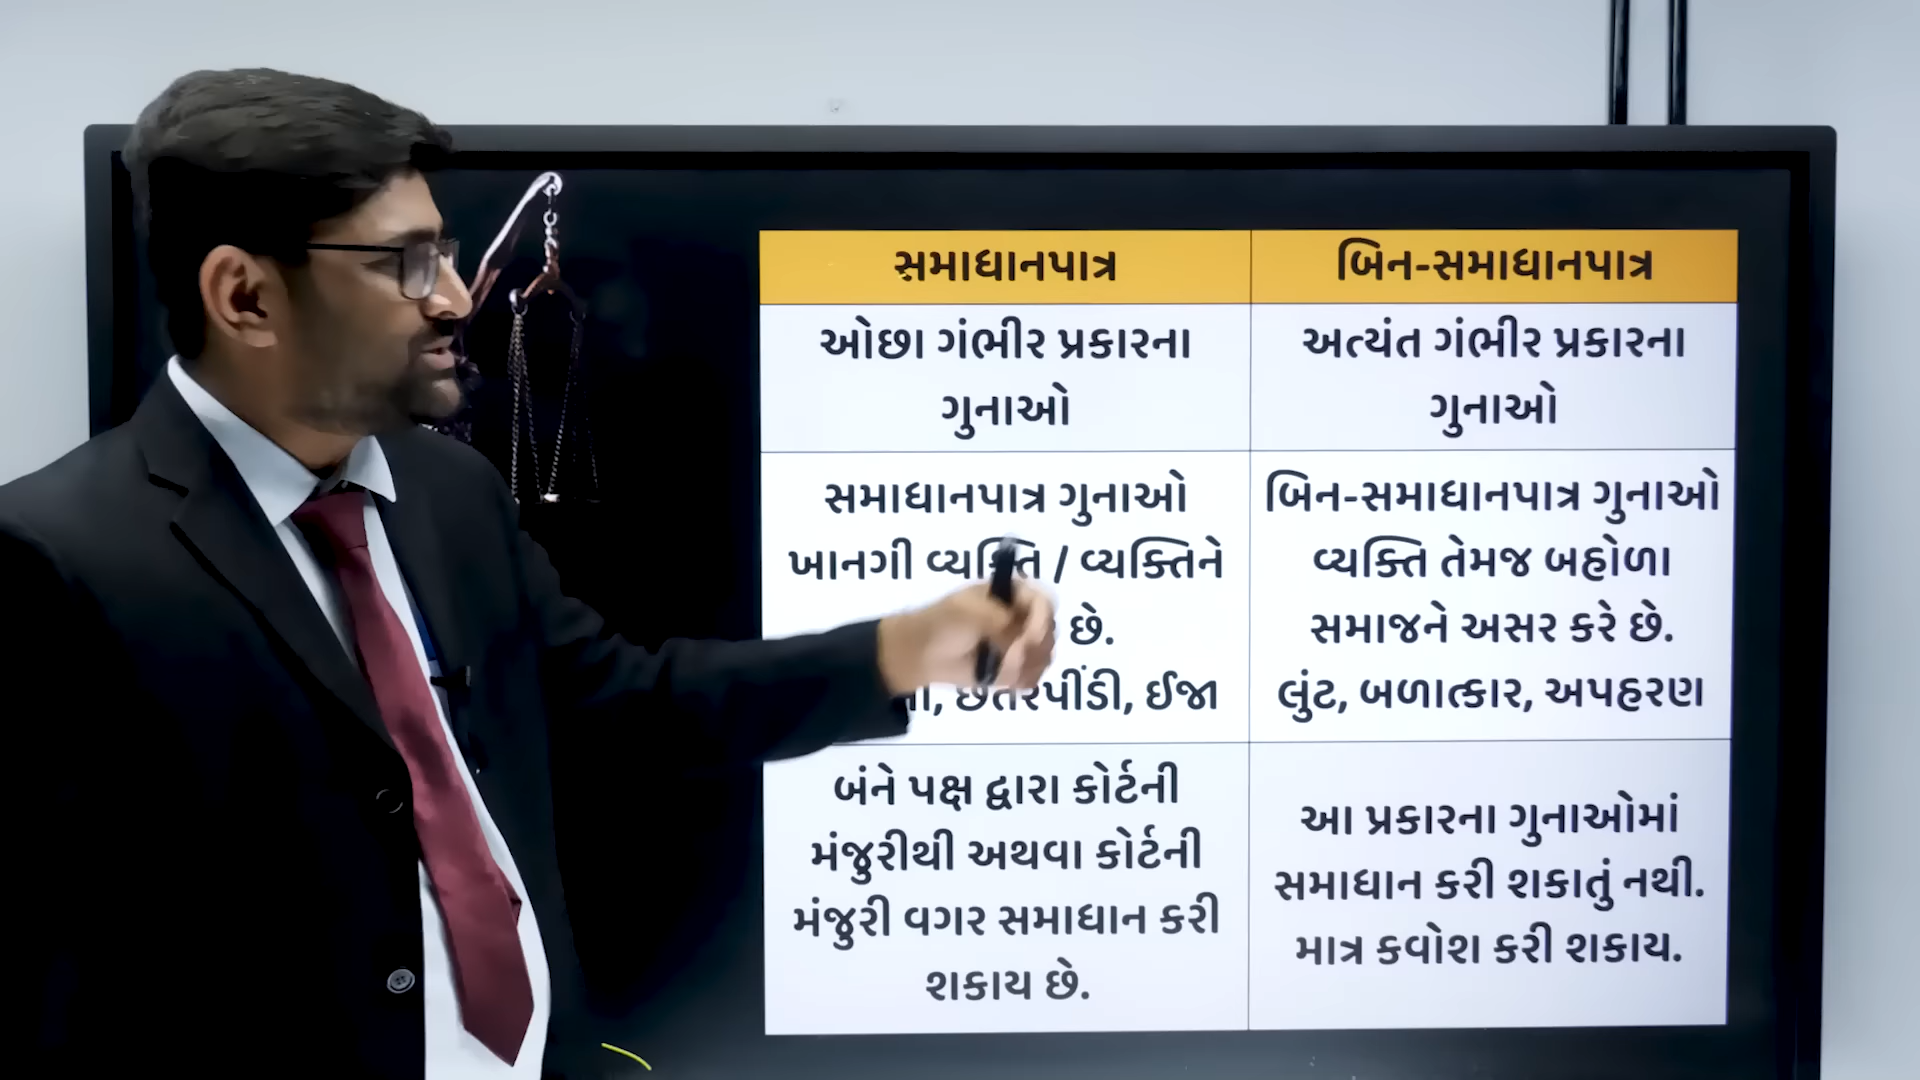 સમાધાનપાત્ર
બિન-સમાધાનપાત્ર
ઓછા ગંભીર પ્રકારના
ગુનાઓ
અત્યંત ગંભીર પ્રકારના
ગુનાઓ
સમાધાનપાત્ર ગુનાઓ
ખાનગી વ્યક્તિ / વ્યક્તિને
છે.
છેતરપીંડી, ઈજા
બિન-સમાધાનપાત્ર ગુનાઓ
વ્યક્તિ તેમજ બહોળા
સમાજને અસર કરે છે.
લુંટ, બળાત્કાર, અપહરણ
બંને પક્ષ દ્વારા કોર્ટની
મંજુરીથી અથવા કોર્ટની
મંજુરી વગર સમાધાન કરી
શકાય છે.
આ પ્રકારના ગુનાઓમાં
સમાધાન કરી શકાતું નથી.
માત્ર કવોશ કરી શકાય.